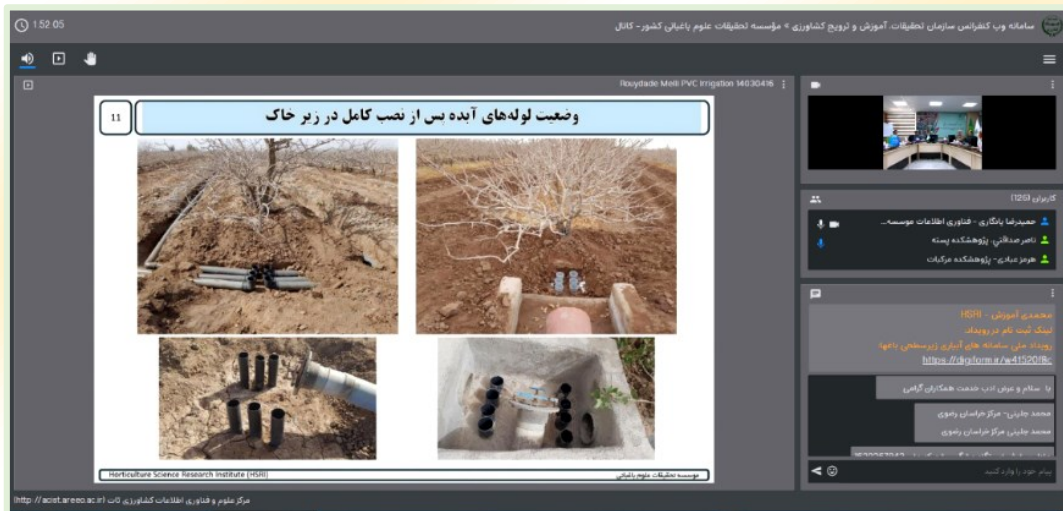 1:52:05
سامانه وب کنفرانس سازمان تحقیقات، آموزش و ترویج کشاورزی > مؤسسه تحقیقات علوم باغبانی کشور - کانال
Rouydade Melli PVC Irrigation 14030416
11
وضعیت لوله‌های آبده پس از نصب کامل در زیر خاک
Horticulture Science Research Institute (HSRI)
موسسه تحقیقات علوم باغبانی
کاربران (126)
حمیدرضا یادگاری - فناوری اطلاعات موسسه...
ناصر صداقتي، پژوهشکده پسته
هرمز عبادی- پژوهشکده مرکبات
محمدی آموزش - HSRI
لینک ثبت نام در رویداد:
رویداد ملی سامانه های آبیاری زیرسطحی باغها
https://digiform.ir/w41520f8c
با سلام و عرض ادب خدمت همکاران گرامی
محمد جلینی- مرکز خراسان رضوی
محمد جلینی مرکز خراسان رضوی
پیام خود را وارد کنید
مرکز علوم و فناوری اطلاعات کشاورزی تات (http://acist.areeo.ac.ir)